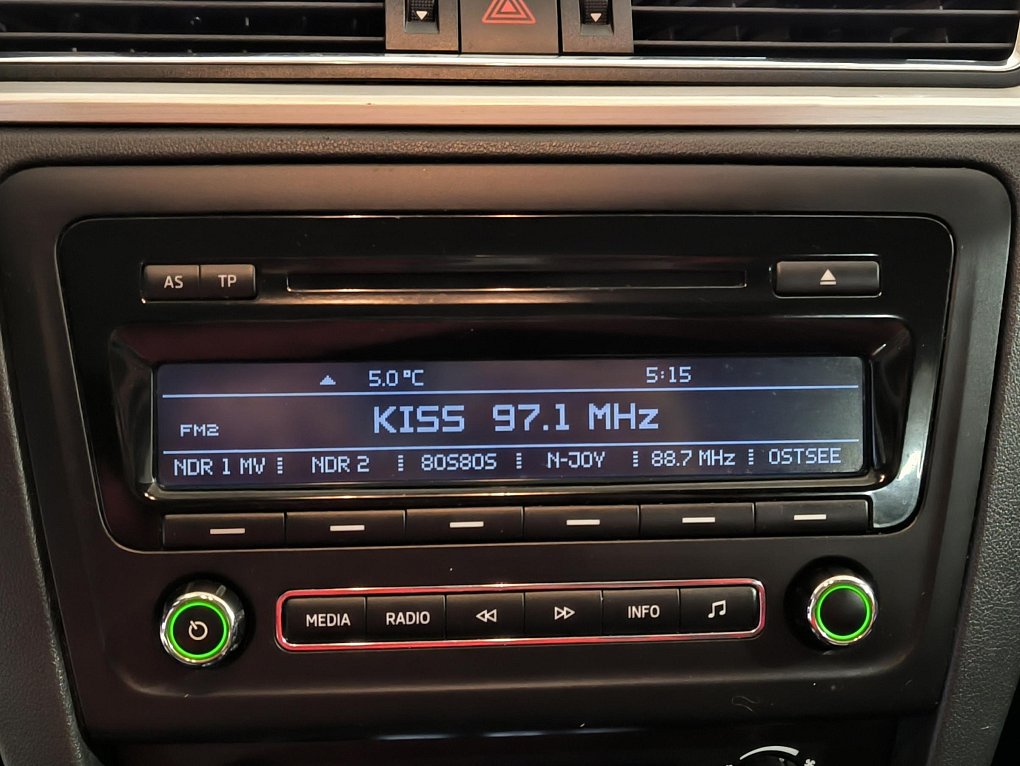 AS TP
5.0°C 5:15
KISS 97.1 MHz
FM2
NDR 1 MV NDR 2 80S80S N-JOY 88.7 MHz OSTSEE
MEDIA RADIO INFO